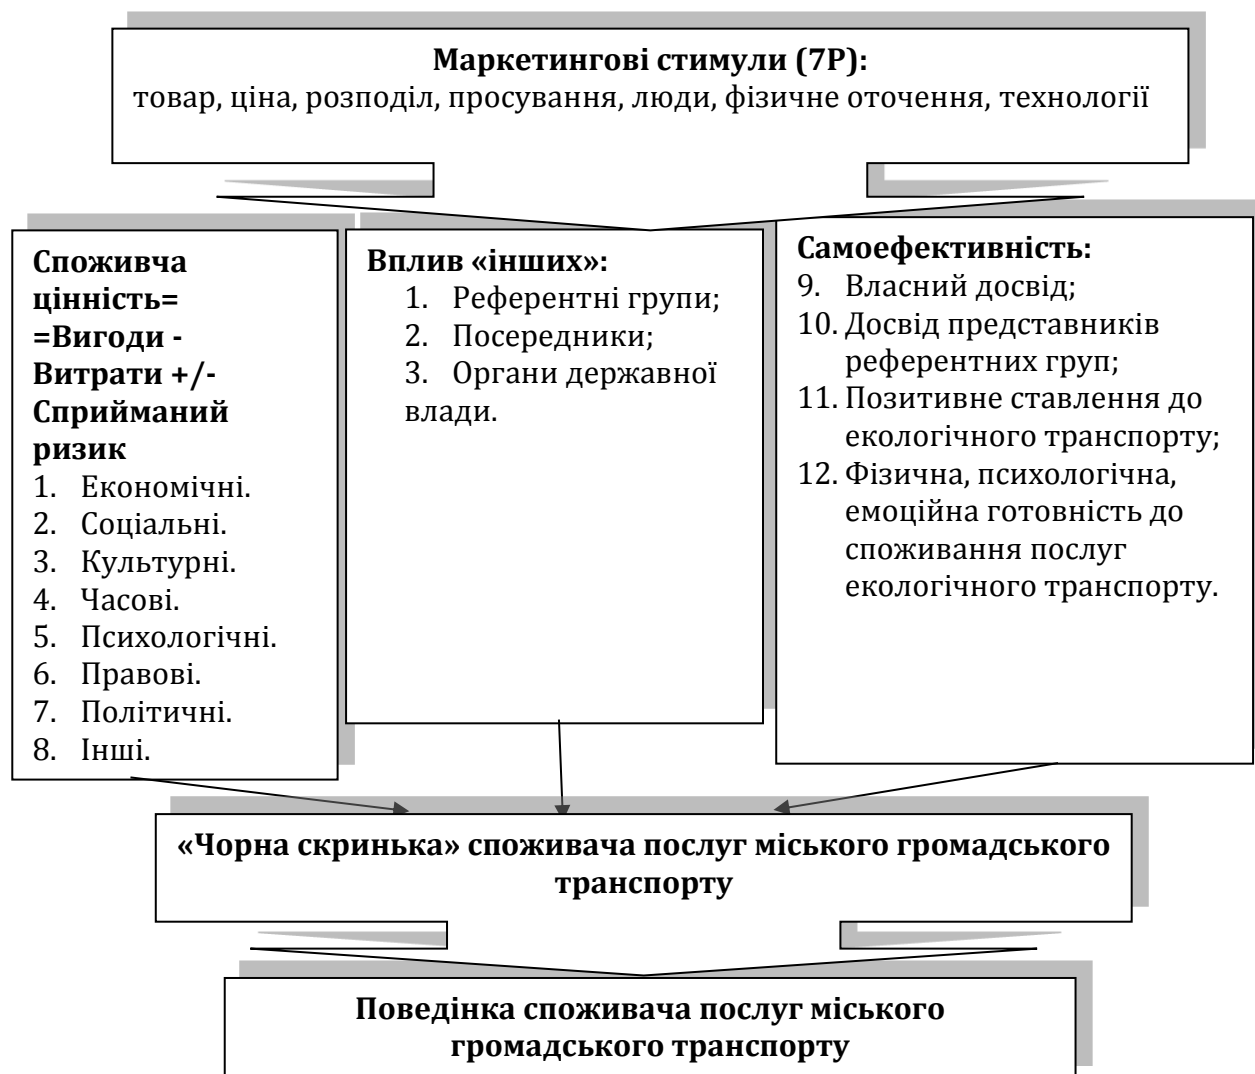 Маркетингові стимули (7Р):
товар, ціна, розподіл, просування, люди, фізичне оточення, технології
Споживча
цінність=
=Вигоди -
Витрати +/-
Сприйманий
ризик
1. Економічні.
2. Соціальні.
3. Культурні.
4. Часові.
5. Психологічні.
6. Правові.
7. Політичні.
8. Інші.
Вплив «інших»:
1. Референтні групи;
2. Посередники;
3. Органи державної
влади.
Самоефективність:
9. Власний досвід;
10. Досвід представників
референтних груп;
11. Позитивне ставлення до
екологічного транспорту;
12. Фізична, психологічна,
емоційна готовність до
споживання послуг
екологічного транспорту.
«Чорна скринька» споживача послуг міського громадського
транспорту
Поведінка споживача послуг міського
громадського транспорту